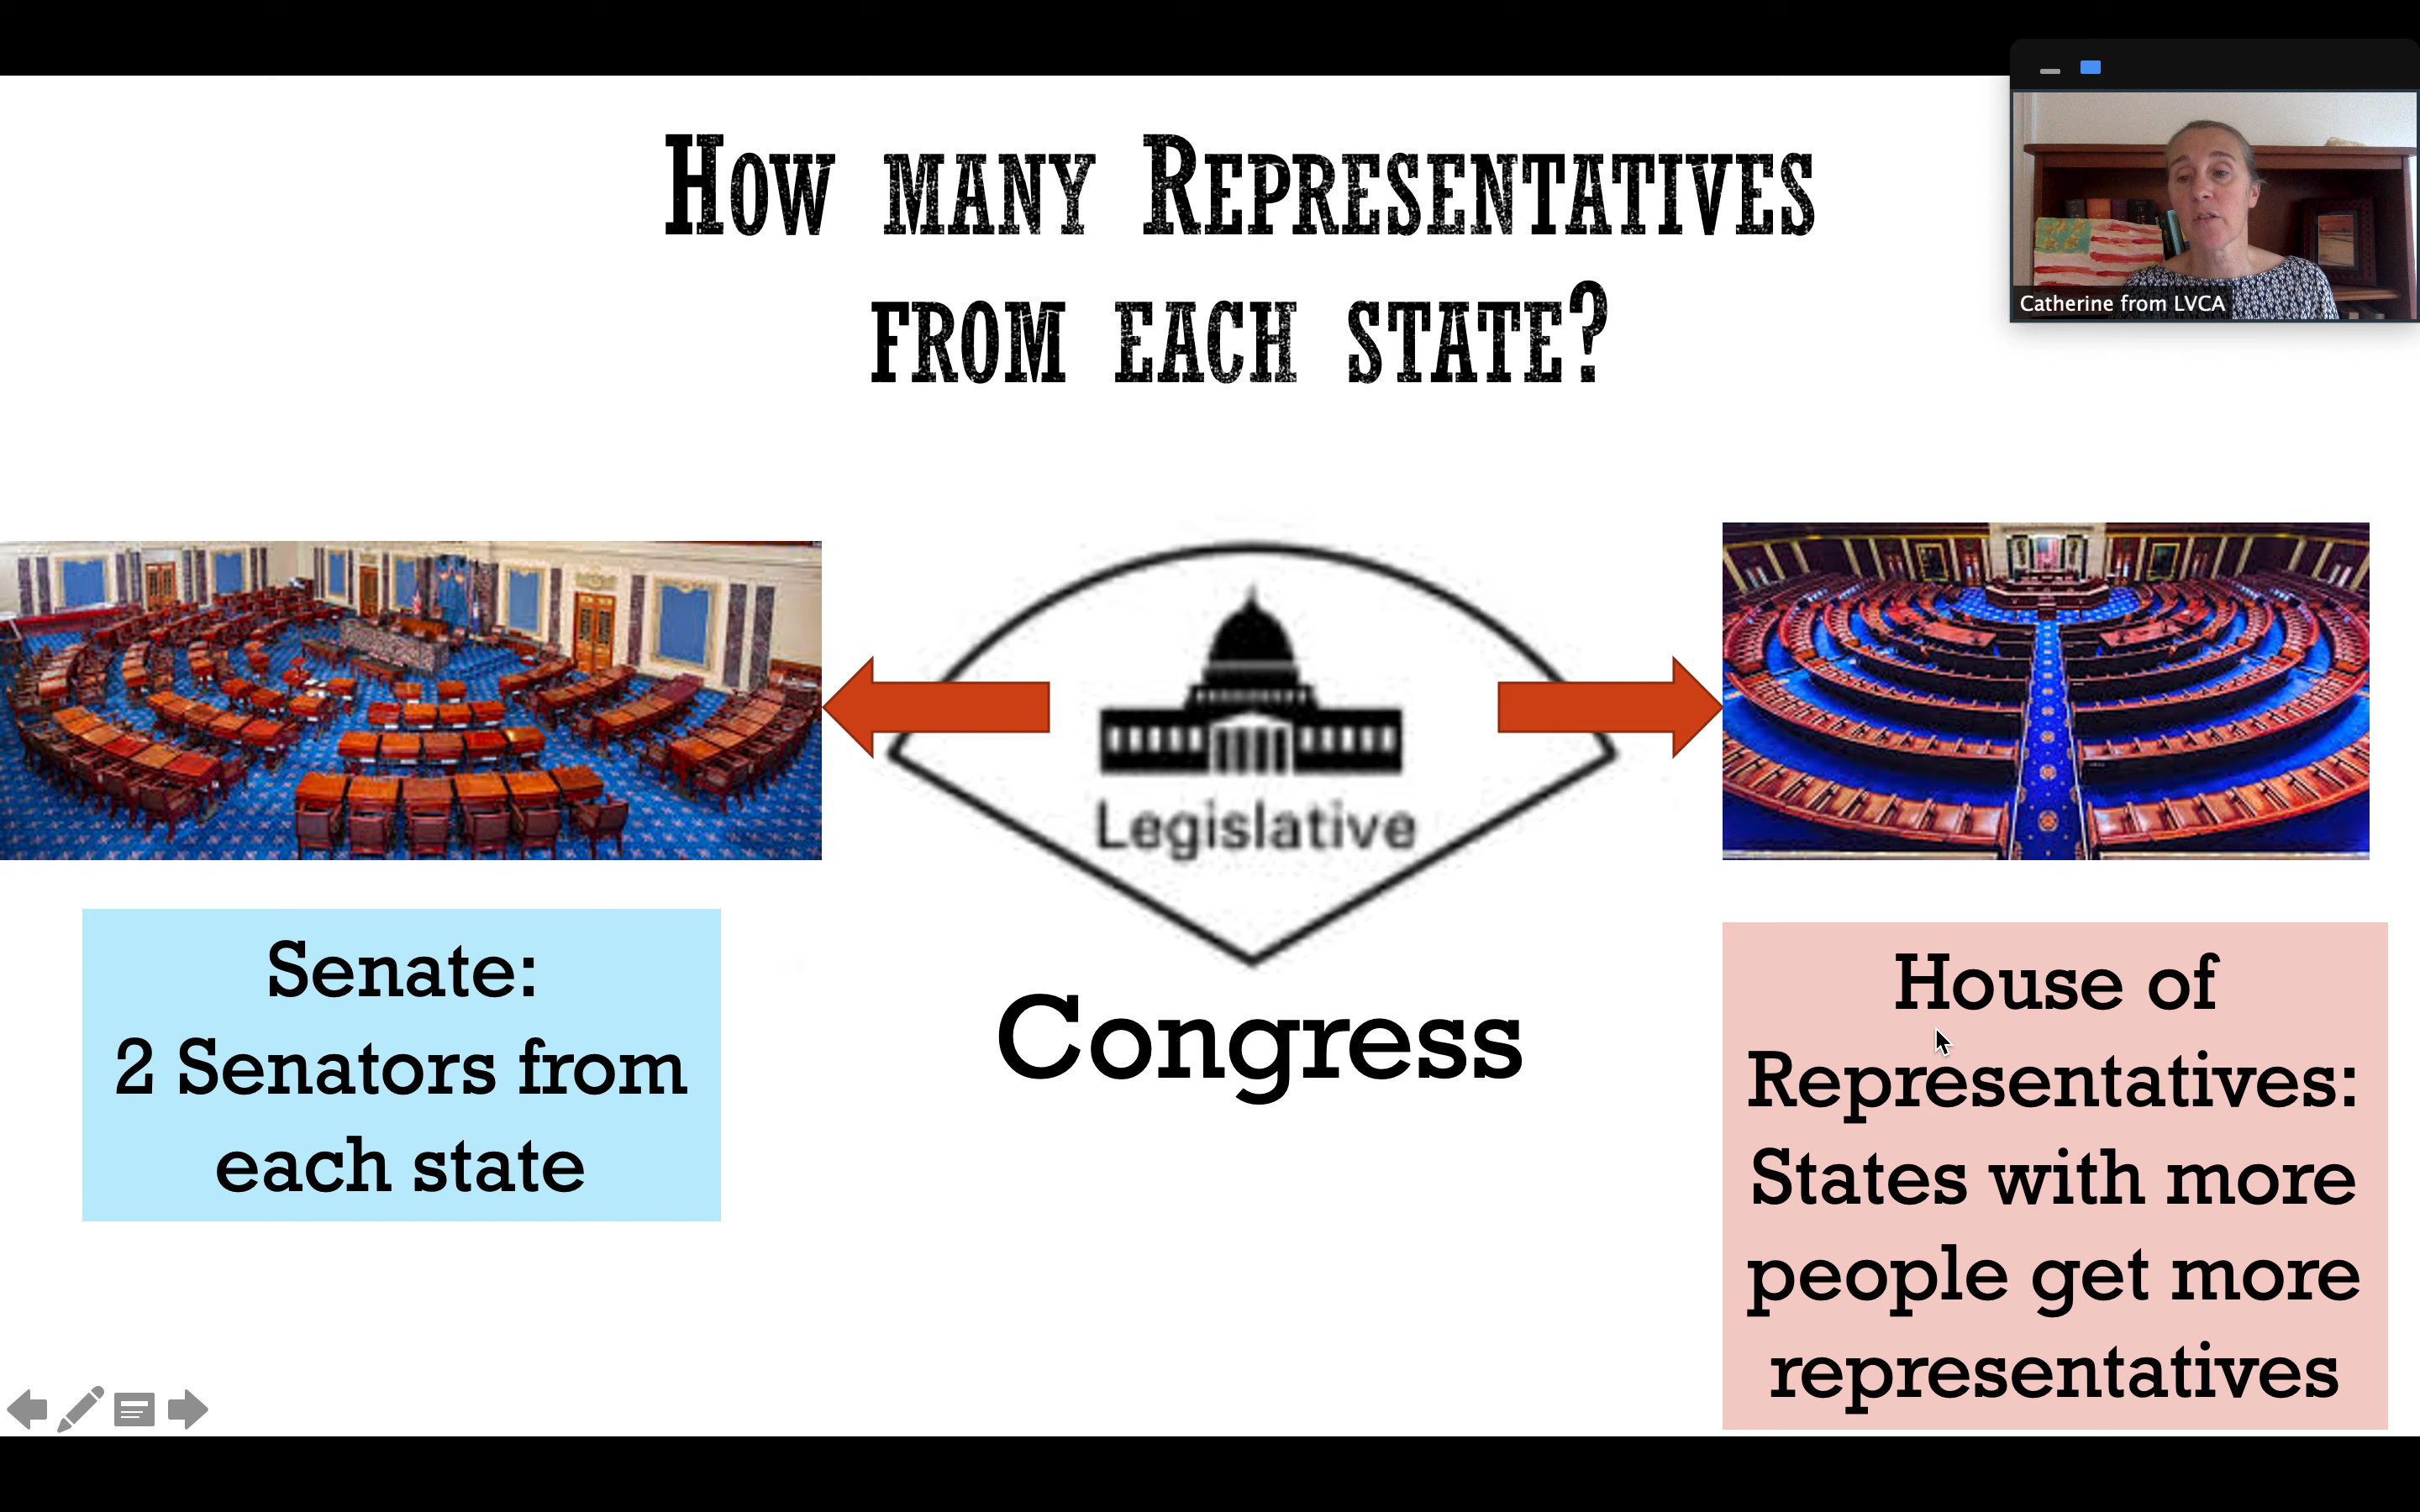 How many Representatives
from each state?
Catherine from LVCA
Legislative
Congress
Senate:
2 Senators from
each state
House of
Representatives:
States with more
people get more
representatives